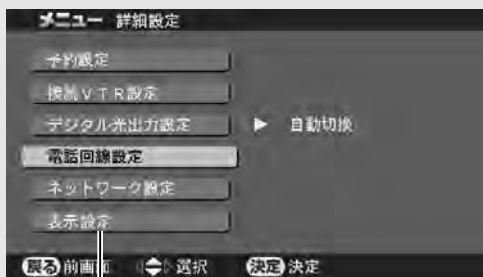 メニュー 詳細設定
予約設定
接続VTR設定
デジタル光出力設定 ▶ 自動切換
電話回線設定
ネットワーク設定
表示設定
戻る 前画面 選択 決定 決定